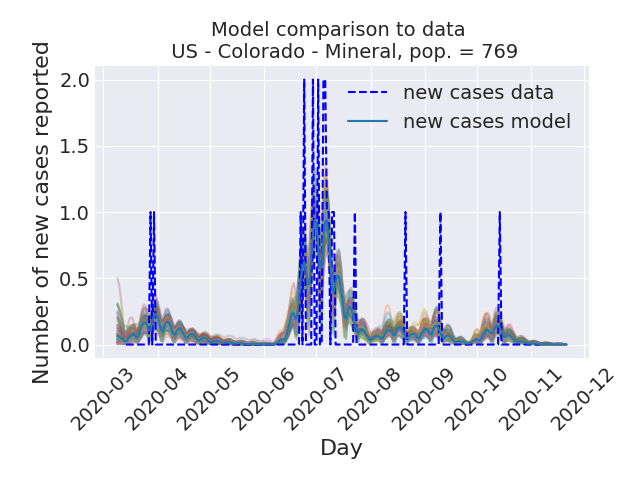 Model comparison to data
US - Colorado - Mineral, pop. = 769
Number of new cases reported
2.0
1.5
1.0
0.5
0.0
new cases data
new cases model
2020-03
2020-04
2020-05
2020-06
2020-07
2020-08
2020-09
2020-10
2020-11
2020-12
Day